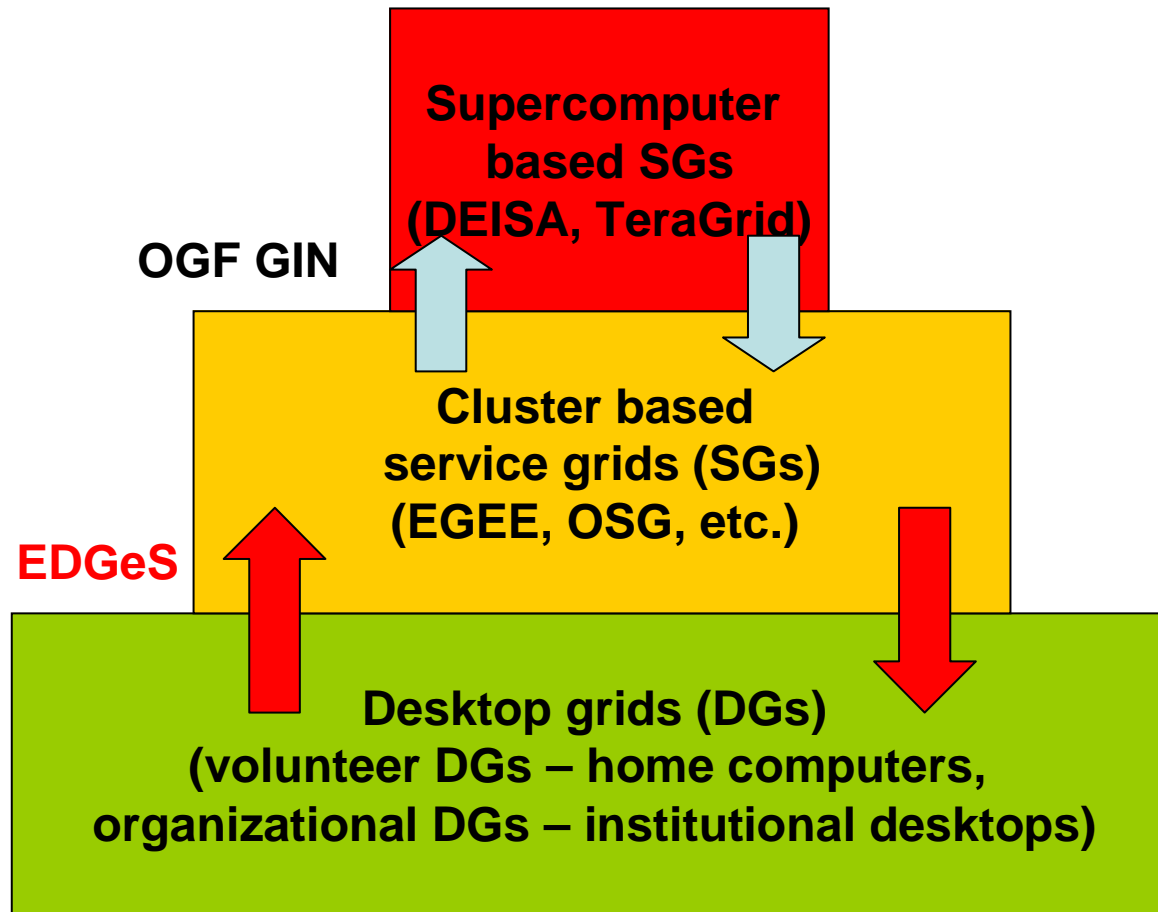 Supercomputer
based SGs
(DEISA, TeraGrid)
OGF GIN
Cluster based
service grids (SGs)
(EGEE, OSG, etc.)
EDGeS
Desktop grids (DGs)
(volunteer DGs – home computers,
organizational DGs – institutional desktops)